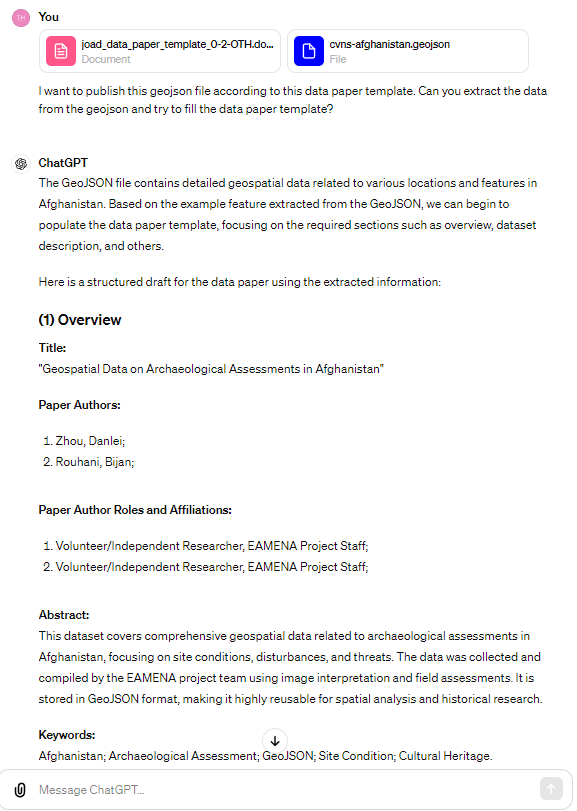 TH
You
joad_data_paper_template_0-2-OTH.do...
Document
cvns-afghanistan.geojson
File
I want to publish this geojson file according to this data paper template. Can you extract the data
from the geojson and try to fill the data paper template?
ChatGPT
The GeoJSON file contains detailed geospatial data related to various locations and features in
Afghanistan. Based on the example feature extracted from the GeoJSON, we can begin to
populate the data paper template, focusing on the required sections such as overview, dataset
description, and others.
Here is a structured draft for the data paper using the extracted information:
(1) Overview
Title:
"Geospatial Data on Archaeological Assessments in Afghanistan"
Paper Authors:
1. Zhou, Danlei;
2. Rouhani, Bijan;
Paper Author Roles and Affiliations:
1. Volunteer/Independent Researcher, EAMENA Project Staff;
2. Volunteer/Independent Researcher, EAMENA Project Staff;
Abstract:
This dataset covers comprehensive geospatial data related to archaeological assessments in
Afghanistan, focusing on site conditions, disturbances, and threats. The data was collected and
compiled by the EAMENA project team using image interpretation and field assessments. It is
stored in GeoJSON format, making it highly reusable for spatial analysis and historical research.
Keywords:
Afghanistan; Archaeological Assessment; GeoJSON; Site Condition; Cultural Heritage.
Message ChatGPT...